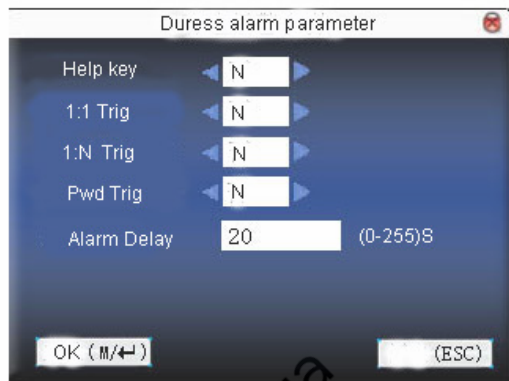 Duress alarm parameter
Help key N
1:1 Trig N
1:N Trig N
Pwd Trig N
Alarm Delay 20 (0-255)S
OK (M/↵) (ESC)